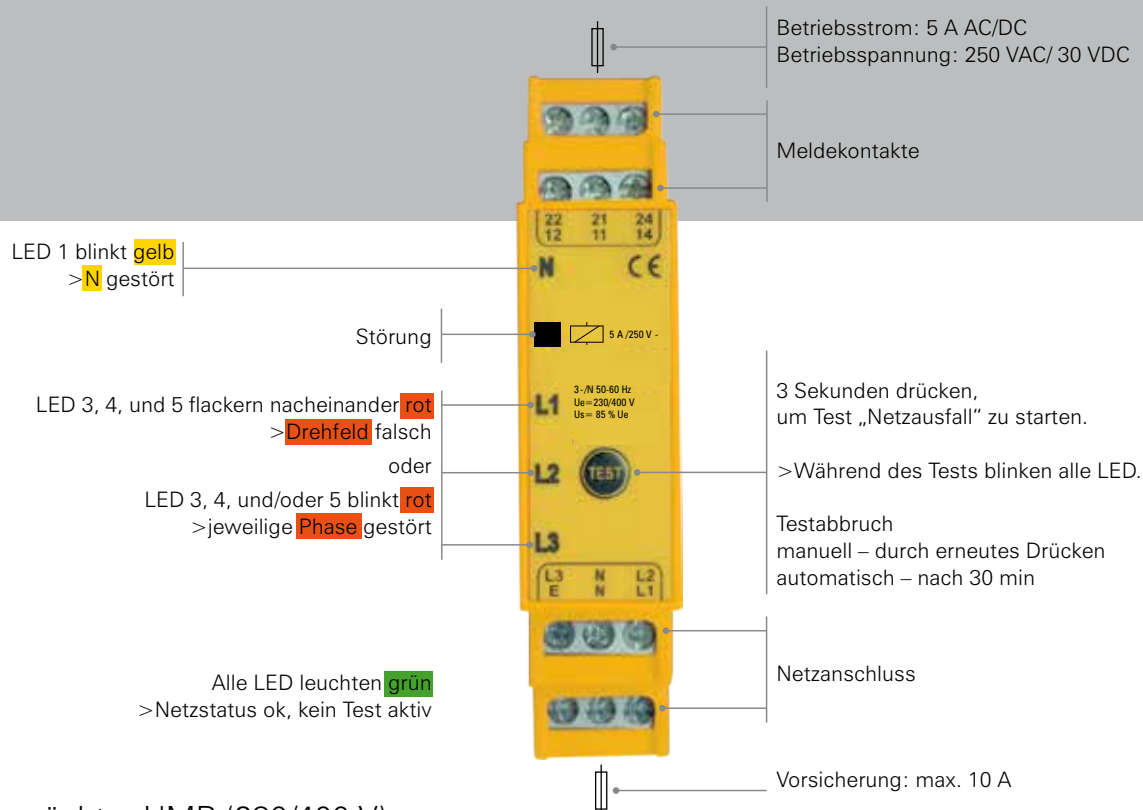 Betriebsstrom: 5 A AC/DC
Betriebsspannung: 250 VAC/ 30 VDC
Meldekontakte
22 21 24
12 11 14
LED 1 blinkt gelb
>N gestört
N CE
Störung
5 A /250 V -
3-/N 50-60 Hz
Ue=230/400 V
Us= 85 % Ue
LED 3, 4, und 5 flackern nacheinander rot
>Drehfeld falsch
oder
LED 3, 4, und/oder 5 blinkt rot
>jeweilige Phase gestört
L1
L2
TEST
L3
3 Sekunden drücken,
um Test „Netzausfall“ zu starten.
>Während des Tests blinken alle LED.
Testabbruch
manuell – durch erneutes Drücken
automatisch – nach 30 min
L3 N L2
E N L1
Netzanschluss
Alle LED leuchten grün
>Netzstatus ok, kein Test aktiv
Vorsicherung: max. 10 A